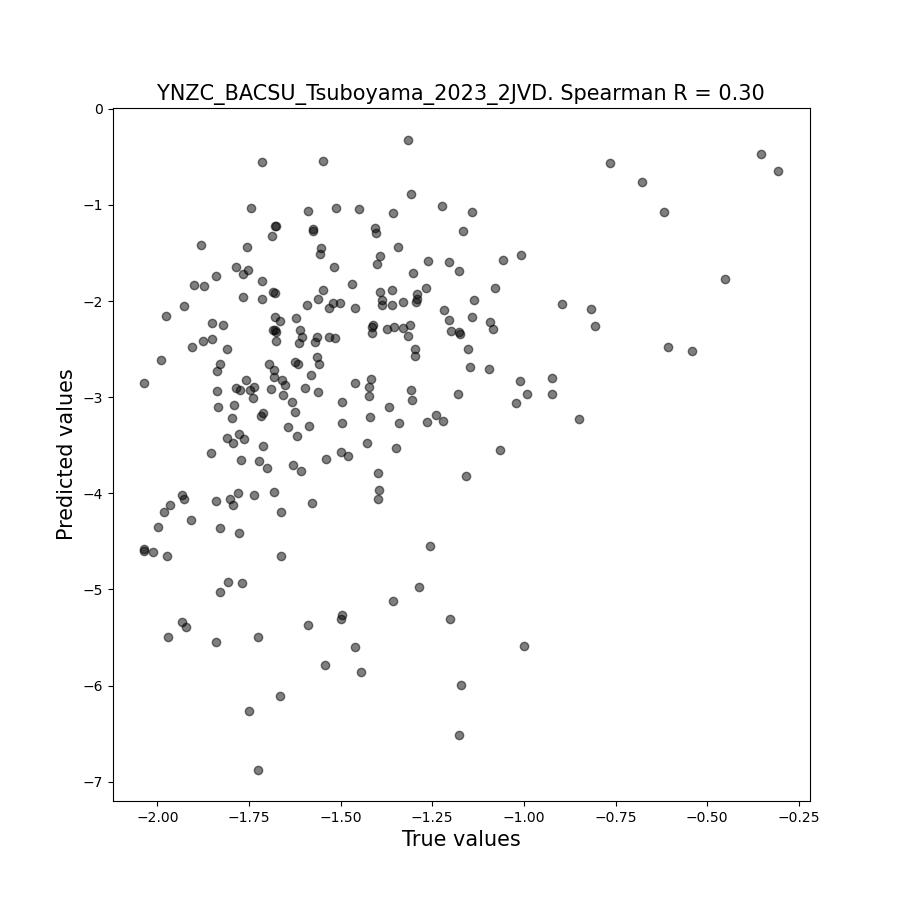 YNZC_BACSU_Tsuboyama_2023_2JVD. Spearman R = 0.30
0
−1
−2
−3
−4
−5
−6
−7
Predicted values
−2.00 −1.75 −1.50 −1.25 −1.00 −0.75 −0.50 −0.25
True values